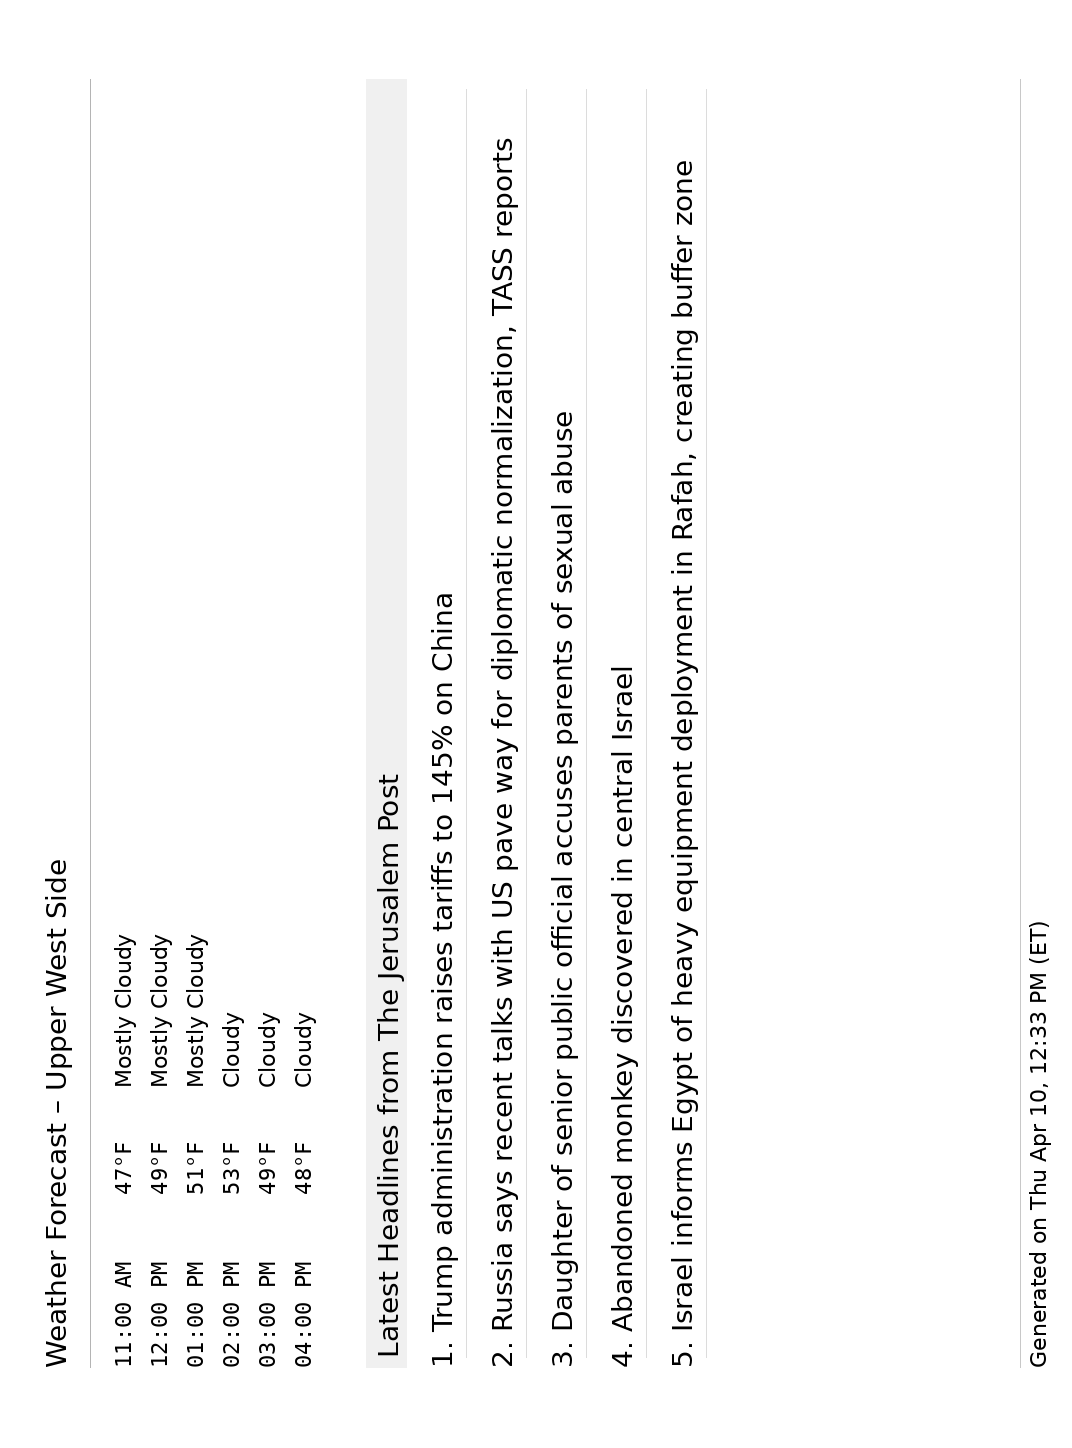 Weather Forecast – Upper West Side
11:00 AM 47°F Mostly Cloudy
12:00 PM 49°F Mostly Cloudy
01:00 PM 51°F Mostly Cloudy
02:00 PM 53°F Cloudy
03:00 PM 49°F Cloudy
04:00 PM 48°F Cloudy
Latest Headlines from The Jerusalem Post
1. Trump administration raises tariffs to 145% on China
2. Russia says recent talks with US pave way for diplomatic normalization, TASS reports
3. Daughter of senior public official accuses parents of sexual abuse
4. Abandoned monkey discovered in central Israel
5. Israel informs Egypt of heavy equipment deployment in Rafah, creating buffer zone
Generated on Thu Apr 10, 12:33 PM (ET)